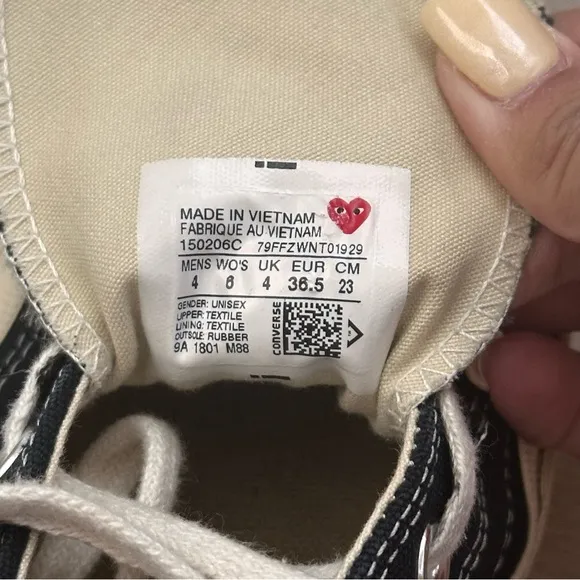 MADE IN VIETNAM
FABRIQUE AU VIETNAM
150206C 79FFZWNT01929
MENS WO'S UK EUR CM
4 6 4 36.5 23
GENDER: UNISEX
UPPER: TEXTILE
LINING: TEXTILE
OUTSOLE: RUBBER
9A 1801 M88
CONVERSE